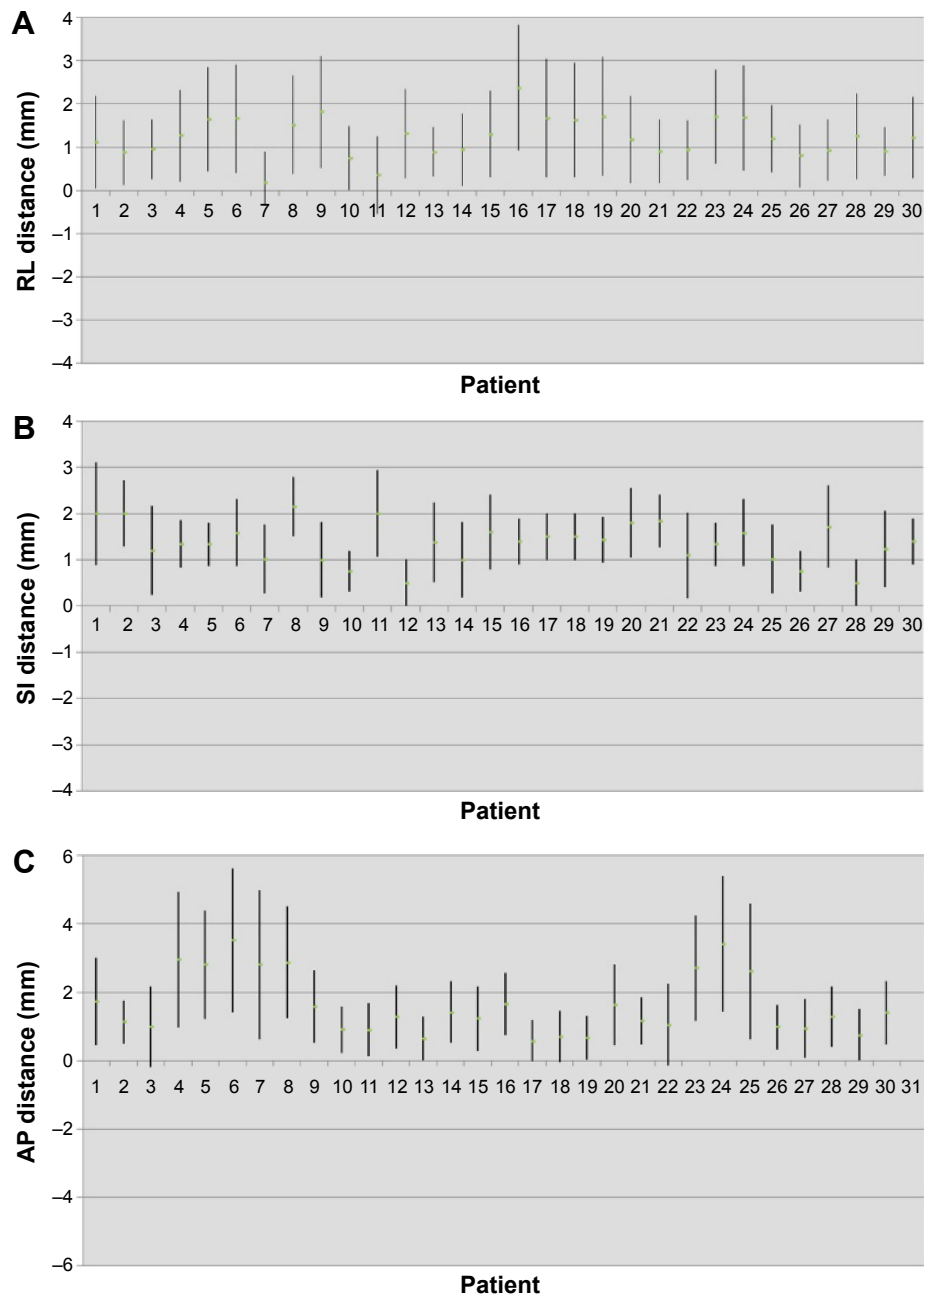 A
RL distance (mm)
4
3
2
1
0
–1
–2
–3
–4
1 2 3 4 5 6 7 8 9 10 11 12 13 14 15 16 17 18 19 20 21 22 23 24 25 26 27 28 29 30
Patient
B
SI distance (mm)
4
3
2
1
0
–1
–2
–3
–4
1 2 3 4 5 6 7 8 9 10 11 12 13 14 15 16 17 18 19 20 21 22 23 24 25 26 27 28 29 30
Patient
C
AP distance (mm)
6
4
2
0
–2
–4
–6
1 2 3 4 5 6 7 8 9 10 11 12 13 14 15 16 17 18 19 20 21 22 23 24 25 26 27 28 29 30 31
Patient